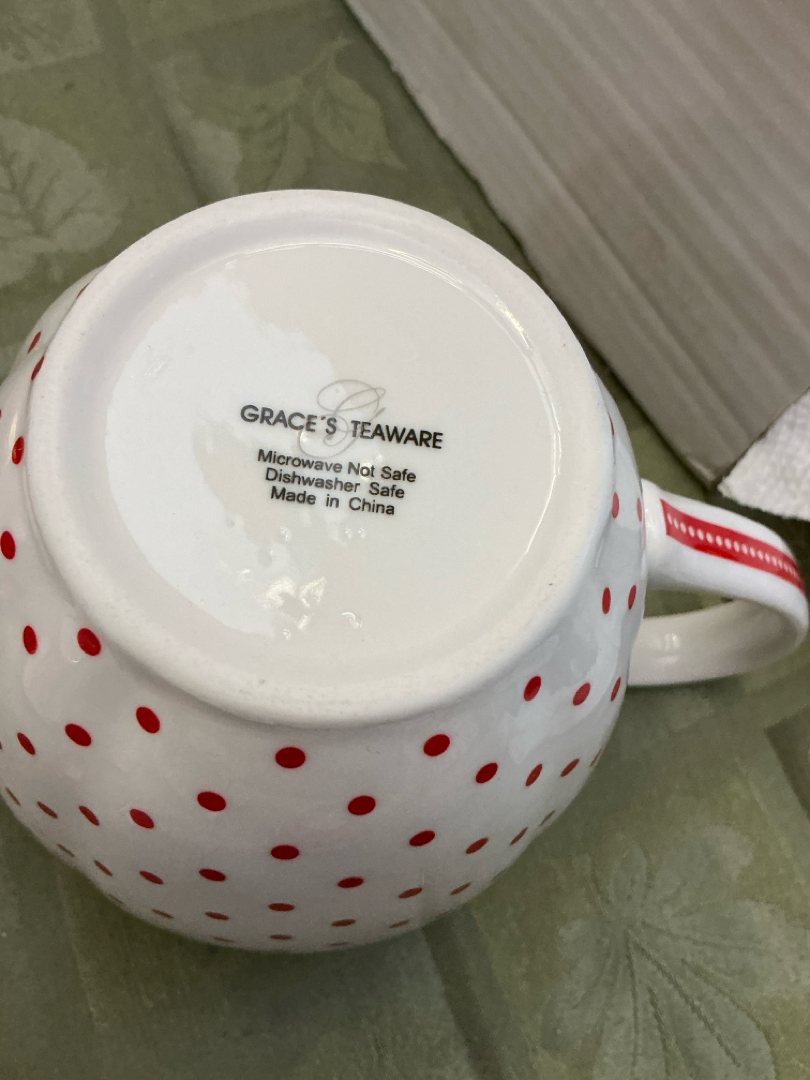 G
GRACE'S TEAWARE
Microwave Not Safe
Dishwasher Safe
Made in China